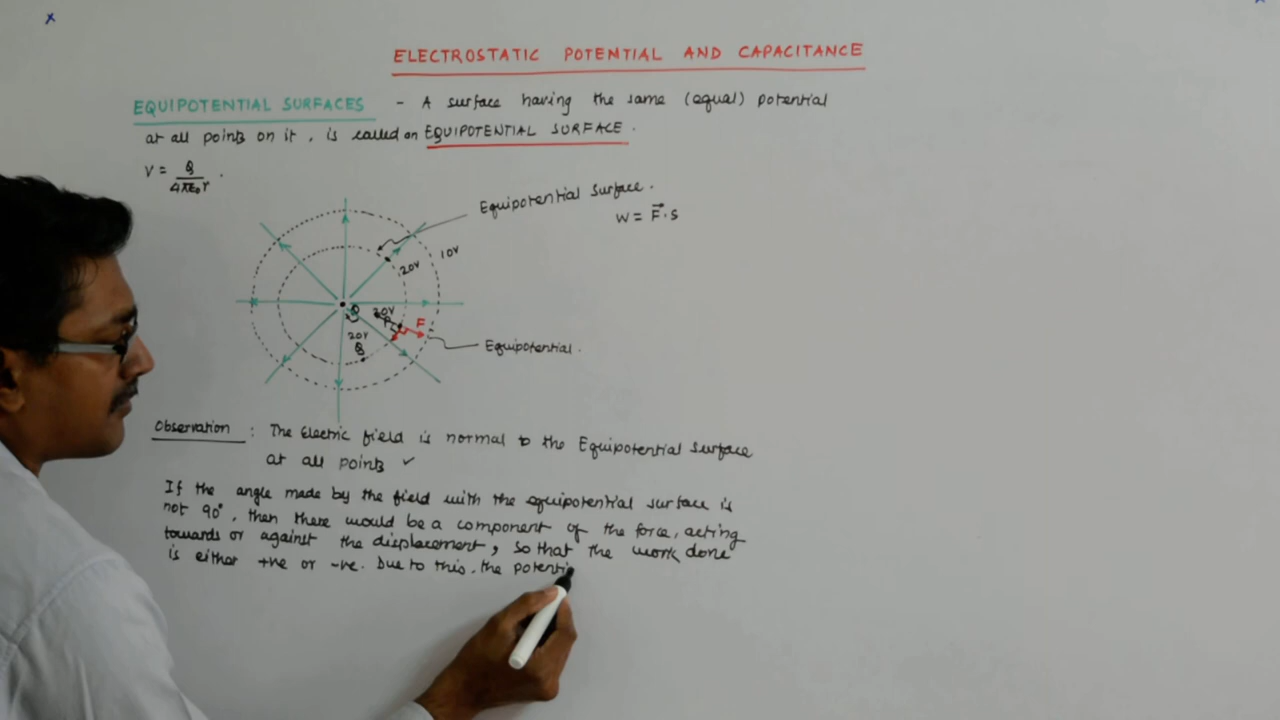 ELECTROSTATIC POTENTIAL AND CAPACITANCE
EQUIPOTENTIAL SURFACES - A surface having the same (equal) potential
at all points on it, is called an EQUIPOTENTIAL SURFACE.
V = Q / 4πε₀r .
Equipotential Surface.
W = F⃗.s
10V
20V
20V
F
20V
Equipotential.
Observation : The Electric field is normal to the Equipotential Surface
at all points ✓
If the angle made by the field with the equipotential surface is
not 90°, then there would be a component of the force, acting
towards or against the displacement, so that the work done
is either +ve or -ve. Due to this, the potenti